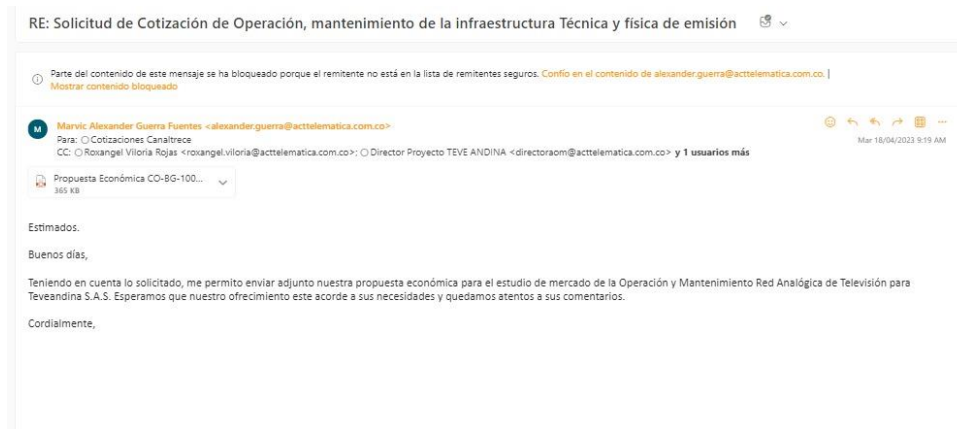 RE: Solicitud de Cotización de Operación, mantenimiento de la infraestructura Técnica y física de emisión
Parte del contenido de este mensaje se ha bloqueado porque el remitente no está en la lista de remitentes seguros. Confío en el contenido de alexander.guerra@acttelematica.com.co. |
Mostrar contenido bloqueado
M
Marvic Alexander Guerra Fuentes <alexander.guerra@acttelematica.com.co>
Para: Cotizaciones Canaltrece
CC: Roxangel Viloria Rojas <roxangel.viloria@acttelematica.com.co>; Director Proyecto TEVE ANDINA <directoraom@acttelematica.com.co> y 1 usuarios más
Mar 18/04/2023 9:19 AM
Propuesta Económica CO-BG-100...
365 KB
Estimados.
Buenos días,
Teniendo en cuenta lo solicitado, me permito enviar adjunto nuestra propuesta económica para el estudio de mercado de la Operación y Mantenimiento Red Analógica de Televisión para
Teveandina S.A.S. Esperamos que nuestro ofrecimiento este acorde a sus necesidades y quedamos atentos a sus comentarios.
Cordialmente,